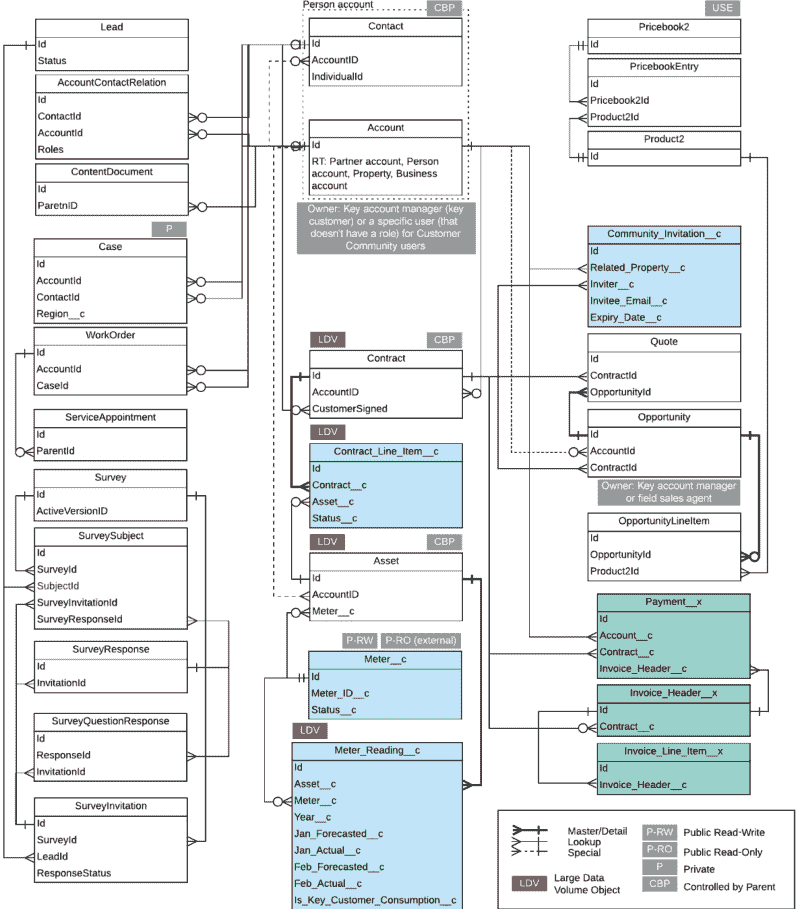 Lead
Id
Status
AccountContactRelation
Id
ContactId
AccountId
Roles
ContentDocument
Id
ParetnID
P
Case
Id
AccountId
ContactId
Region__c
WorkOrder
Id
AccountId
CaseId
ServiceAppointment
Id
ParentId
Survey
Id
ActiveVersionID
SurveySubject
Id
SurveyId
SubjectId
SurveyInvitationId
SurveyResponseId
SurveyResponse
Id
InvitationId
SurveyQuestionResponse
Id
ResponseId
InvitationId
SurveyInvitation
Id
SurveyId
LeadId
ResponseStatus
Person account
CBP
Contact
Id
AccountID
IndividualId
Account
Id
RT: Partner account, Person
account, Property, Business
account
Owner: Key account manager (key
customer) or a specific user (that
doesn't have a role) for Customer
Community users
LDV
CBP
Contract
Id
AccountID
CustomerSigned
LDV
Contract_Line_Item__c
Id
Contract__c
Asset__c
Status__c
LDV
CBP
Asset
Id
AccountID
Meter__c
P-RW
P-RO (external)
Meter__c
Id
Meter_ID__c
Status__c
LDV
Meter_Reading__c
Id
Asset__c
Meter__c
Year__c
Jan_Forecasted__c
Jan_Actual__c
Feb_Forecasted__c
Feb_Actual__c
Is_Key_Customer_Consumption__c
USE
Pricebook2
Id
PricebookEntry
Id
Pricebook2Id
Product2Id
Product2
Id
Community_Invitation__c
Id
Related_Property__c
Inviter__c
Invitee_Email__c
Expiry_Date__c
Quote
Id
ContractId
OpportunityId
Opportunity
Id
AccountId
ContractId
Owner: Key account manager
or field sales agent
OpportunityLineItem
Id
OpportunityId
Product2Id
Payment__x
Id
Account__c
Contract__c
Invoice_Header__c
Invoice_Header__x
Id
Contract__c
Invoice_Line_Item__x
Id
Invoice_Header__c
Master/Detail
Lookup
Special
LDV
Large Data
Volume Object
P-RW
Public Read-Write
P-RO
Public Read-Only
P
Private
CBP
Controlled by Parent